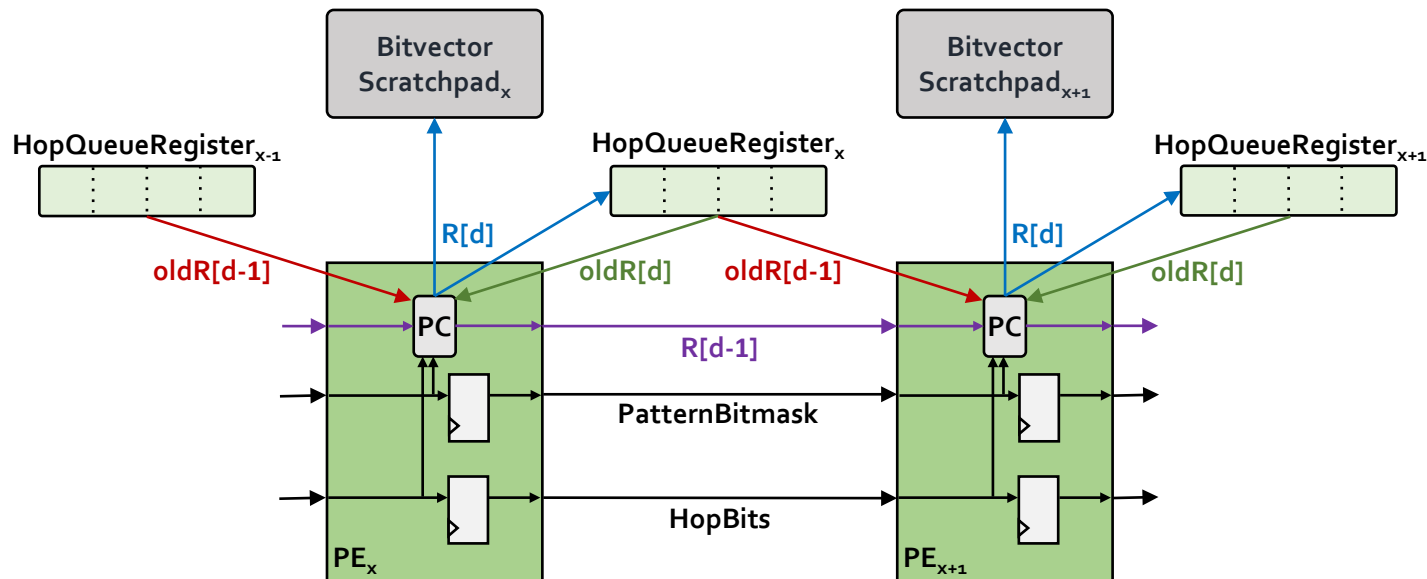 Bitvector
Scratchpadₓ
Bitvector
Scratchpadₓ₊₁
HopQueueRegisterₓ₋₁
HopQueueRegisterₓ
HopQueueRegisterₓ₊₁
R[d]
R[d]
oldR[d-1]
oldR[d]
oldR[d-1]
oldR[d]
PC
PC
R[d-1]
PatternBitmask
HopBits
PEₓ
PEₓ₊₁